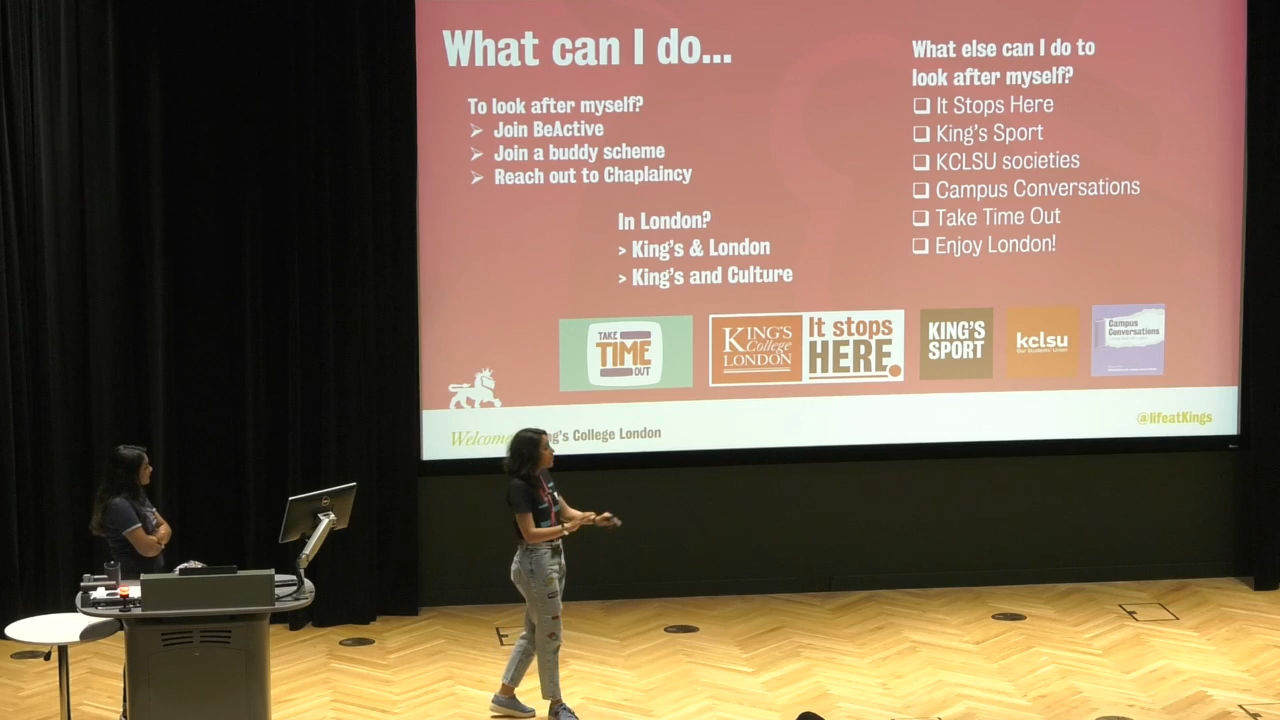 What can I do...
To look after myself?
➢ Join BeActive
➢ Join a buddy scheme
➢ Reach out to Chaplaincy
In London?
> King's & London
> King's and Culture
What else can I do to
look after myself?
❑ It Stops Here
❑ King's Sport
❑ KCLSU societies
❑ Campus Conversations
❑ Take Time Out
❑ Enjoy London!
TAKE
TIME
OUT
KING'S
College
LONDON
It stops
HERE.
KING'S
SPORT
kclsu
Our Students' Union
Campus
Conversations
Welcome
g's College London
@lifeatKings